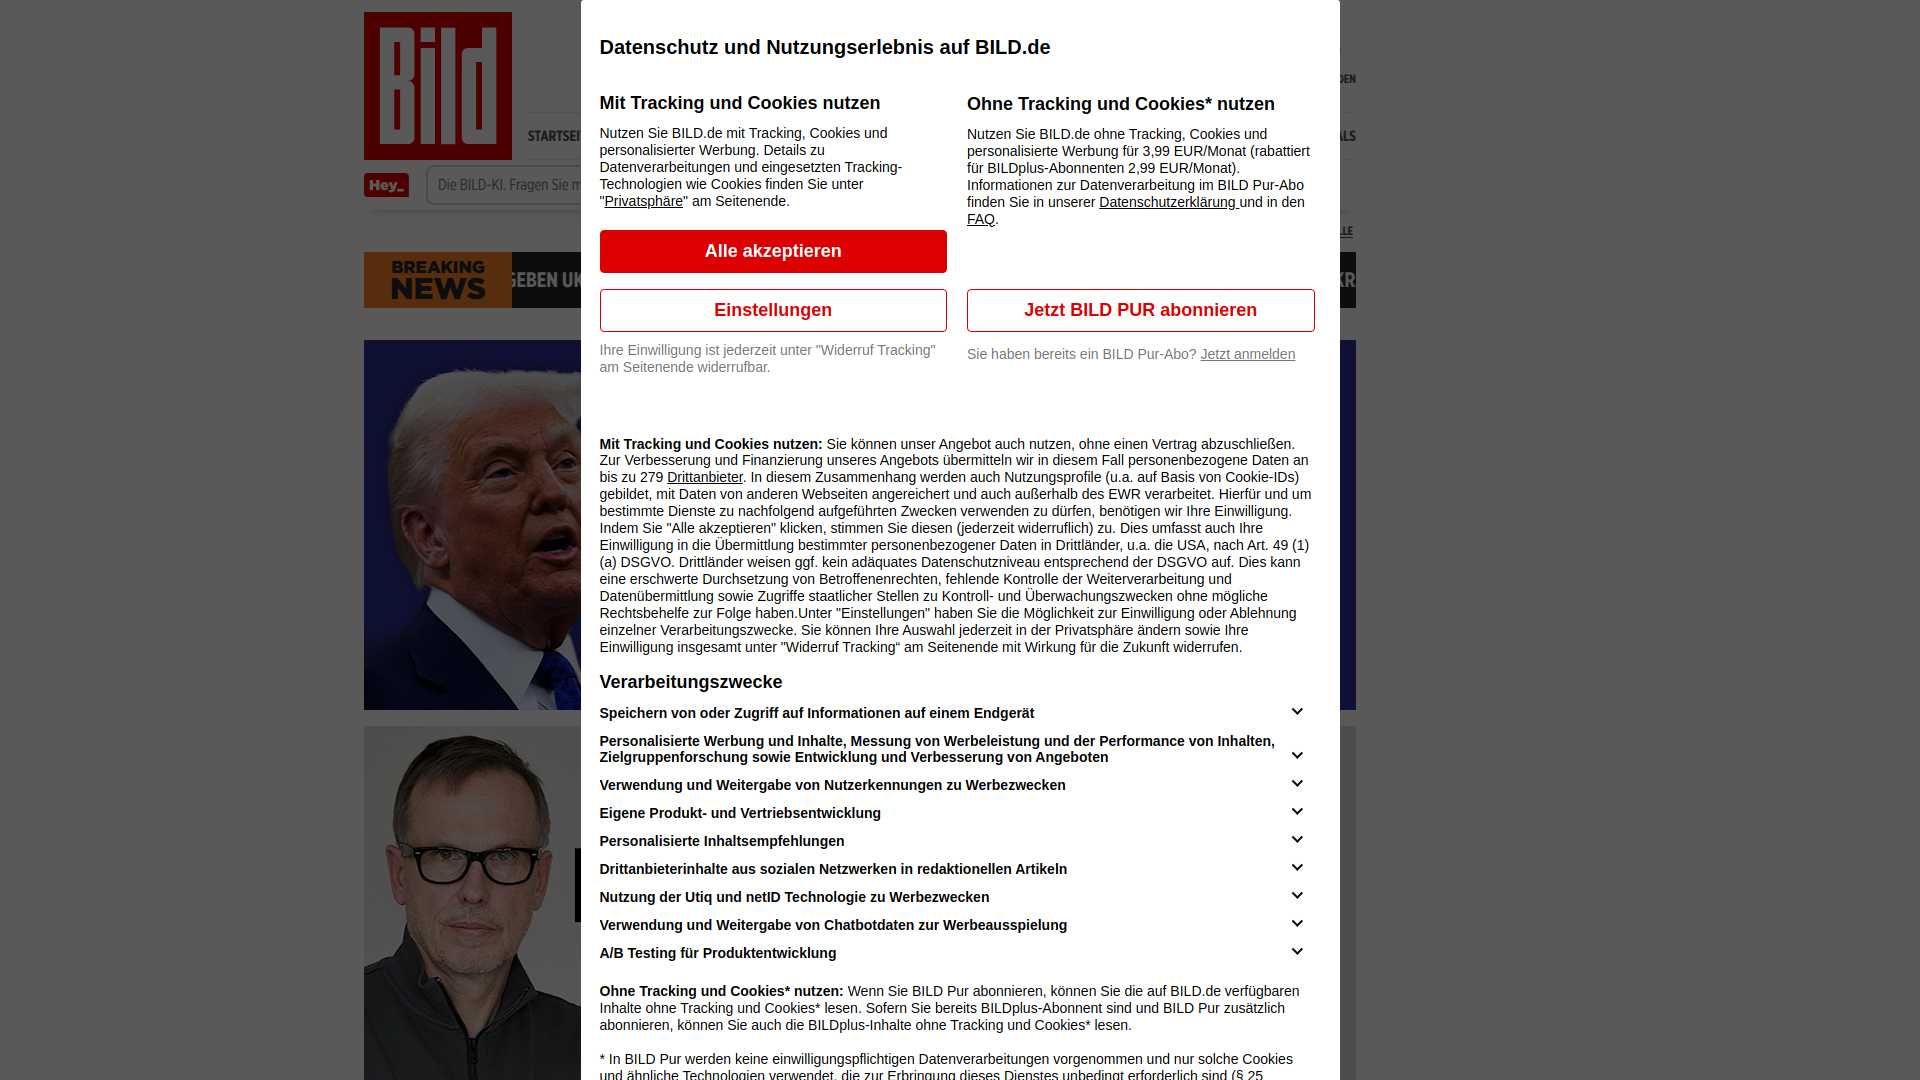 Bild
Datenschutz und Nutzungserlebnis auf BILD.de
Mit Tracking und Cookies nutzen
Nutzen Sie BILD.de mit Tracking, Cookies und
personalisierter Werbung. Details zu
Datenverarbeitungen und eingesetzten Tracking-
Technologien wie Cookies finden Sie unter
"Privatsphäre" am Seitenende.
Alle akzeptieren
Einstellungen
Ihre Einwilligung ist jederzeit unter "Widerruf Tracking"
am Seitenende widerrufbar.
Ohne Tracking und Cookies* nutzen
Nutzen Sie BILD.de ohne Tracking, Cookies und
personalisierte Werbung für 3,99 EUR/Monat (rabattiert
für BILDplus-Abonnenten 2,99 EUR/Monat).
Informationen zur Datenverarbeitung im BILD Pur-Abo
finden Sie in unserer Datenschutzerklärung und in den
FAQ.
Jetzt BILD PUR abonnieren
Sie haben bereits ein BILD Pur-Abo? Jetzt anmelden
DEN
STARTSEI
ALS
Hey_
Die BILD-KI. Fragen Sie m
LLE
BREAKING
NEWS
GEBEN UK
KR
Mit Tracking und Cookies nutzen: Sie können unser Angebot auch nutzen, ohne einen Vertrag abzuschließen.
Zur Verbesserung und Finanzierung unseres Angebots übermitteln wir in diesem Fall personenbezogene Daten an
bis zu 279 Drittanbieter. In diesem Zusammenhang werden auch Nutzungsprofile (u.a. auf Basis von Cookie-IDs)
gebildet, mit Daten von anderen Webseiten angereichert und auch außerhalb des EWR verarbeitet. Hierfür und um
bestimmte Dienste zu nachfolgend aufgeführten Zwecken verwenden zu dürfen, benötigen wir Ihre Einwilligung.
Indem Sie "Alle akzeptieren" klicken, stimmen Sie diesen (jederzeit widerruflich) zu. Dies umfasst auch Ihre
Einwilligung in die Übermittlung bestimmter personenbezogener Daten in Drittländer, u.a. die USA, nach Art. 49 (1)
(a) DSGVO. Drittländer weisen ggf. kein adäquates Datenschutzniveau entsprechend der DSGVO auf. Dies kann
eine erschwerte Durchsetzung von Betroffenenrechten, fehlende Kontrolle der Weiterverarbeitung und
Datenübermittlung sowie Zugriffe staatlicher Stellen zu Kontroll- und Überwachungszwecken ohne mögliche
Rechtsbehelfe zur Folge haben.Unter "Einstellungen" haben Sie die Möglichkeit zur Einwilligung oder Ablehnung
einzelner Verarbeitungszwecke. Sie können Ihre Auswahl jederzeit in der Privatsphäre ändern sowie Ihre
Einwilligung insgesamt unter "Widerruf Tracking“ am Seitenende mit Wirkung für die Zukunft widerrufen.
Verarbeitungszwecke
Speichern von oder Zugriff auf Informationen auf einem Endgerät
Personalisierte Werbung und Inhalte, Messung von Werbeleistung und der Performance von Inhalten,
Zielgruppenforschung sowie Entwicklung und Verbesserung von Angeboten
Verwendung und Weitergabe von Nutzerkennungen zu Werbezwecken
Eigene Produkt- und Vertriebsentwicklung
Personalisierte Inhaltsempfehlungen
Drittanbieterinhalte aus sozialen Netzwerken in redaktionellen Artikeln
Nutzung der Utiq und netID Technologie zu Werbezwecken
Verwendung und Weitergabe von Chatbotdaten zur Werbeausspielung
A/B Testing für Produktentwicklung
Ohne Tracking und Cookies* nutzen: Wenn Sie BILD Pur abonnieren, können Sie die auf BILD.de verfügbaren
Inhalte ohne Tracking und Cookies* lesen. Sofern Sie bereits BILDplus-Abonnent sind und BILD Pur zusätzlich
abonnieren, können Sie auch die BILDplus-Inhalte ohne Tracking und Cookies* lesen.
* In BILD Pur werden keine einwilligungspflichtigen Datenverarbeitungen vorgenommen und nur solche Cookies
und ähnliche Technologien verwendet, die zur Erbringung dieses Dienstes unbedingt erforderlich sind (§ 25